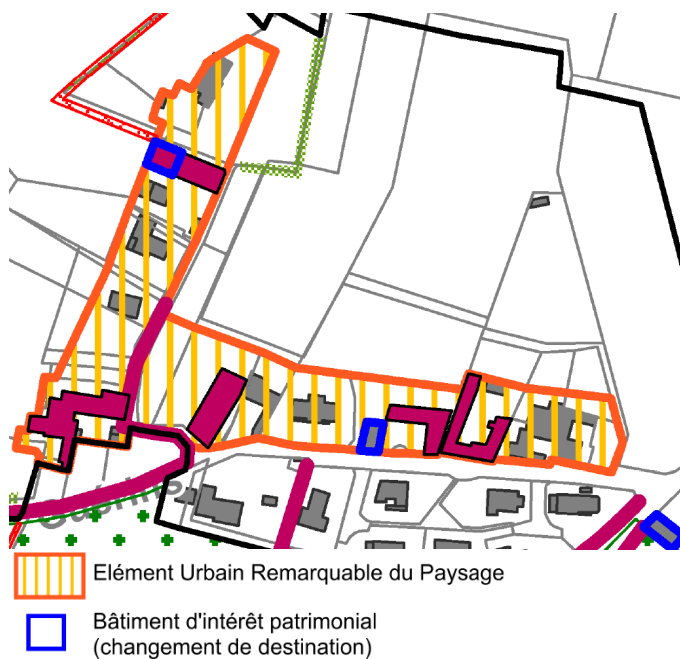 Elément Urbain Remarquable du Paysage
Bâtiment d'intérêt patrimonial
(changement de destination)